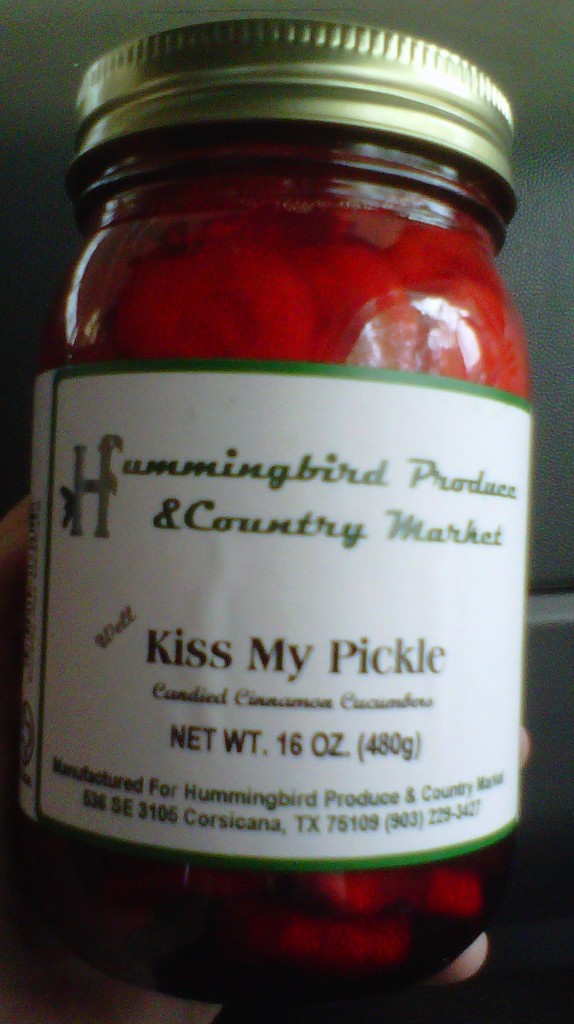 Hummingbird Produce
& Country Market
Well
Kiss My Pickle
Candied Cinnamon Cucumbers
NET WT. 16 OZ. (480g)
Manufactured For Hummingbird Produce & Country Market
536 SE 3106 Corsicana, TX 75109 (903) 229-3427